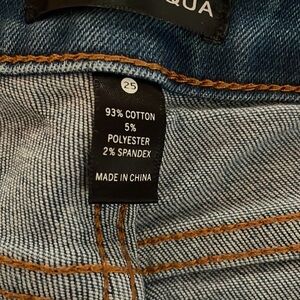 QUA
25
93% COTTON
5%
POLYESTER
2% SPANDEX
MADE IN CHINA